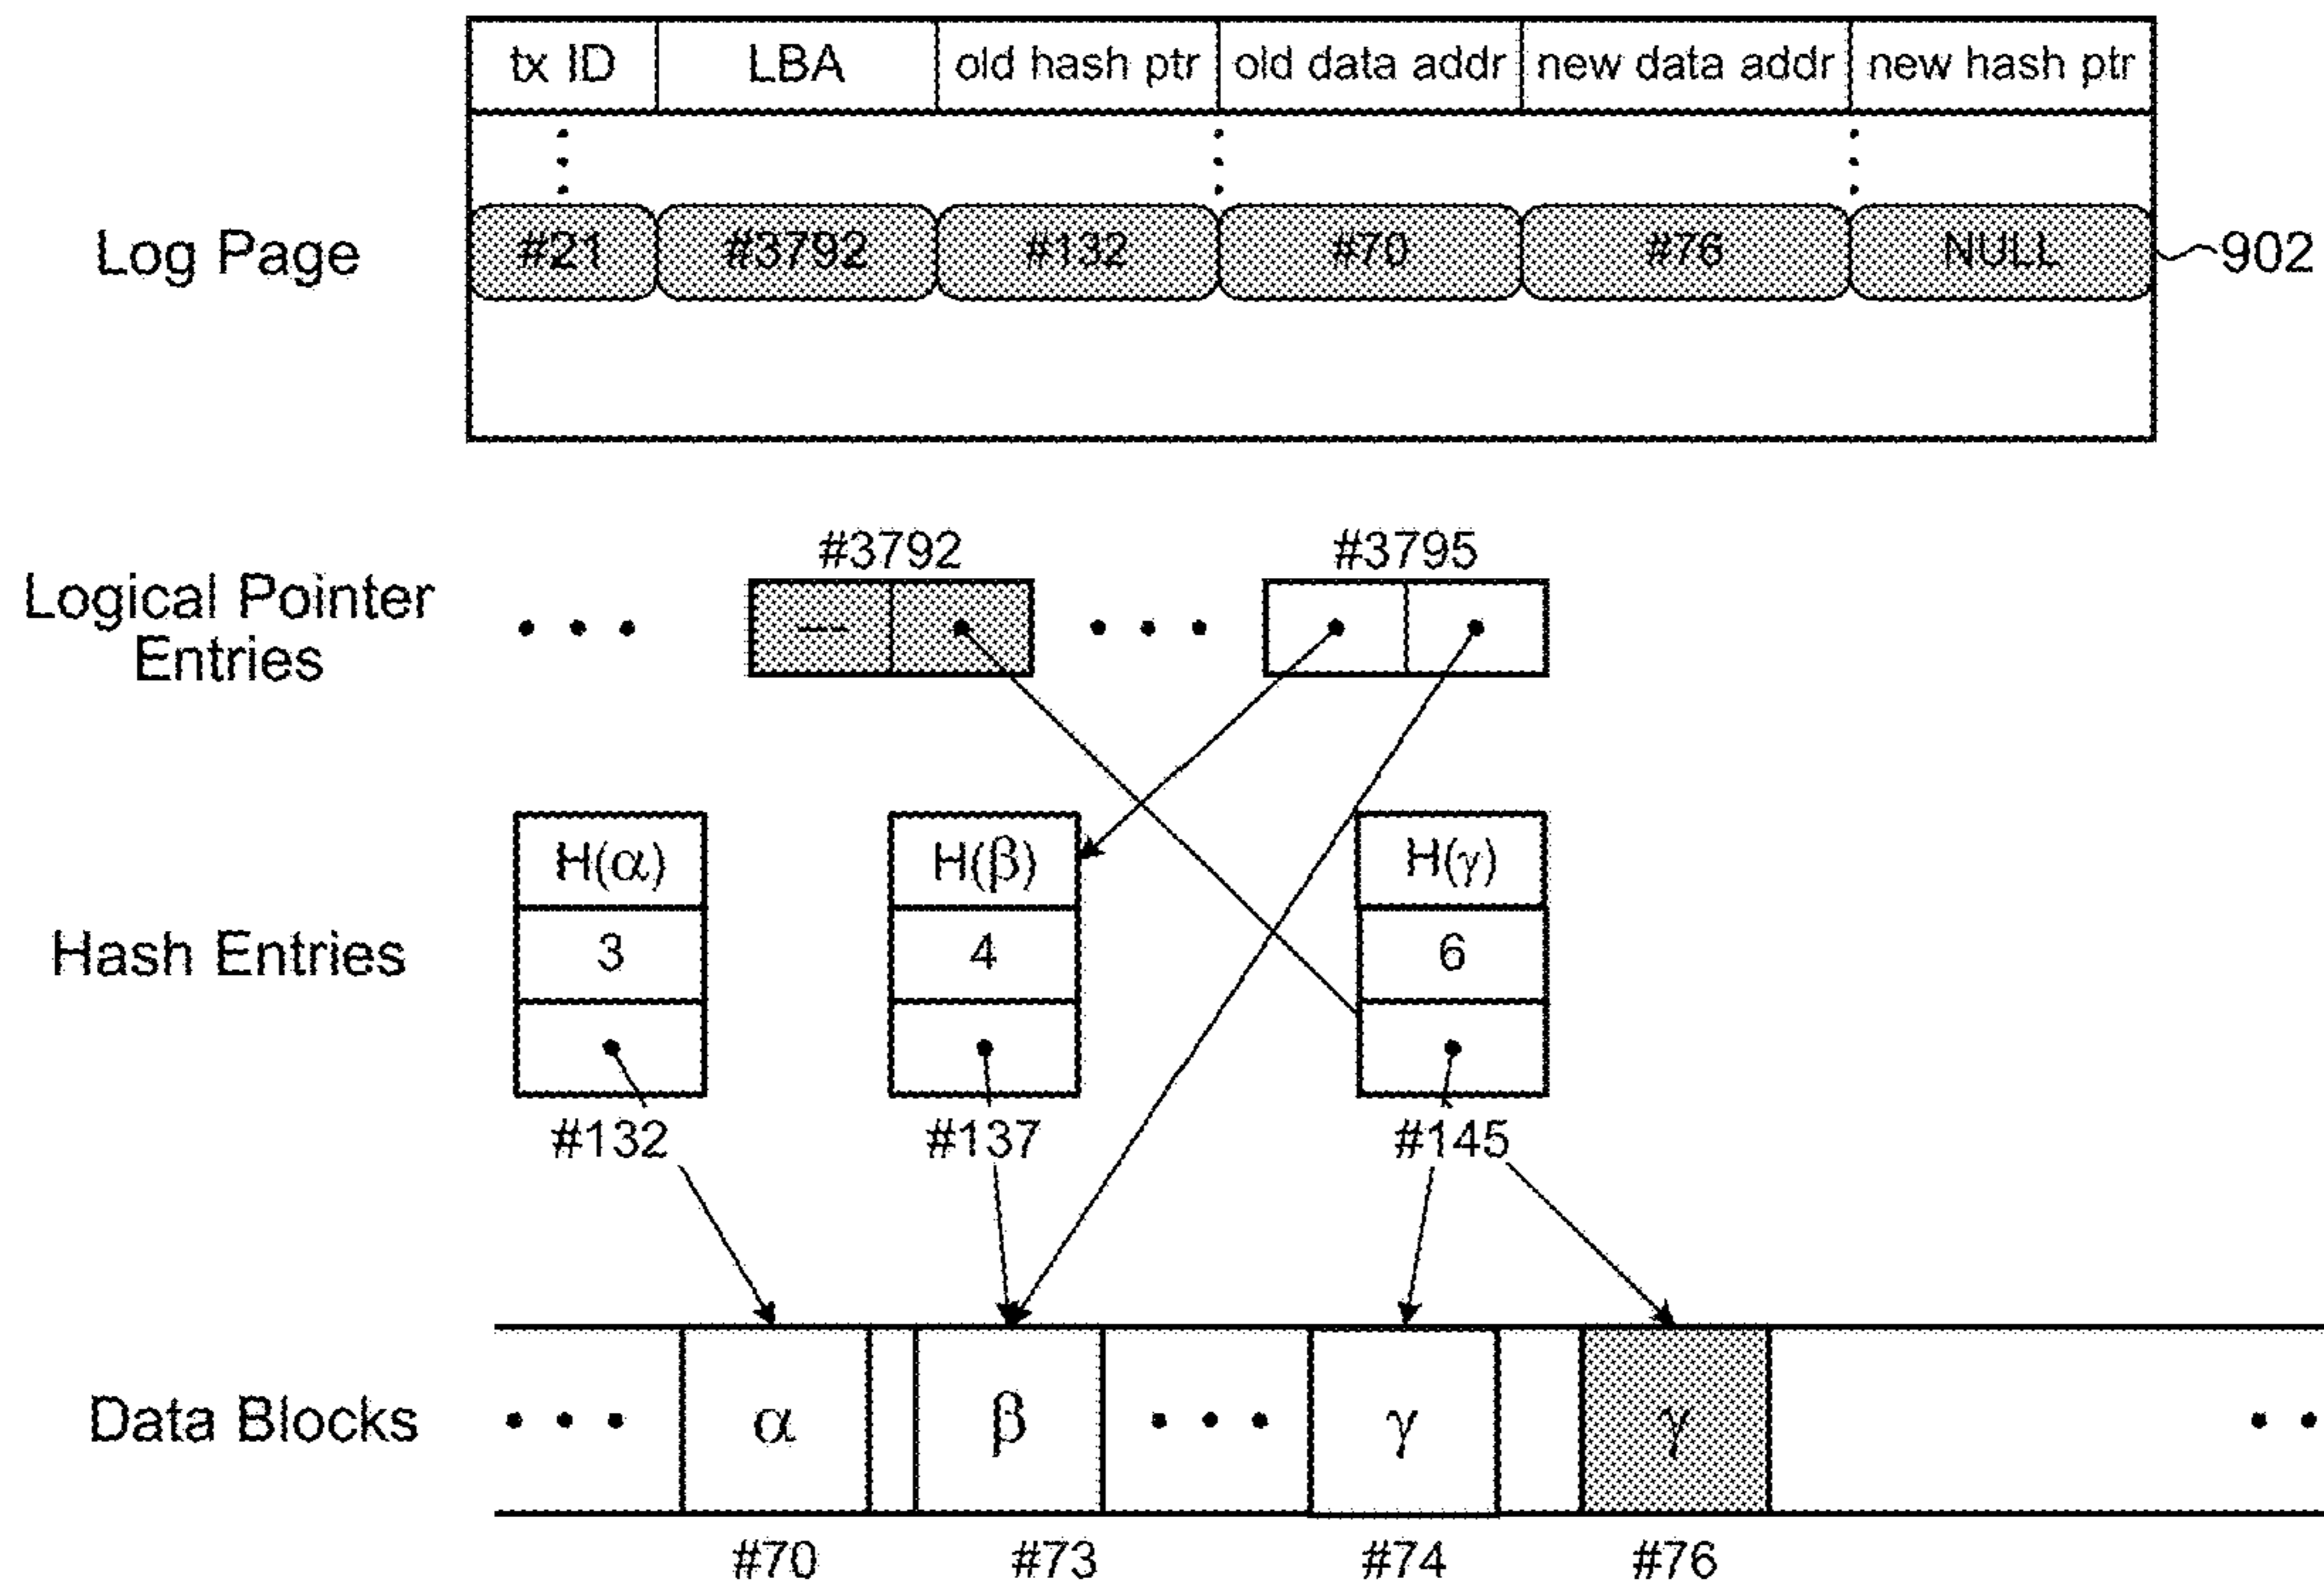 tx ID LBA old hash ptr old data addr new data addr new hash ptr
Log Page #21 #3792 #132 #70 #76 NULL 902
#3792 #3795
Logical Pointer
Entries
H(α) H(β) H(γ)
Hash Entries 3 4 6
#132 #137 #145
Data Blocks α β γ γ
#70 #73 #74 #76